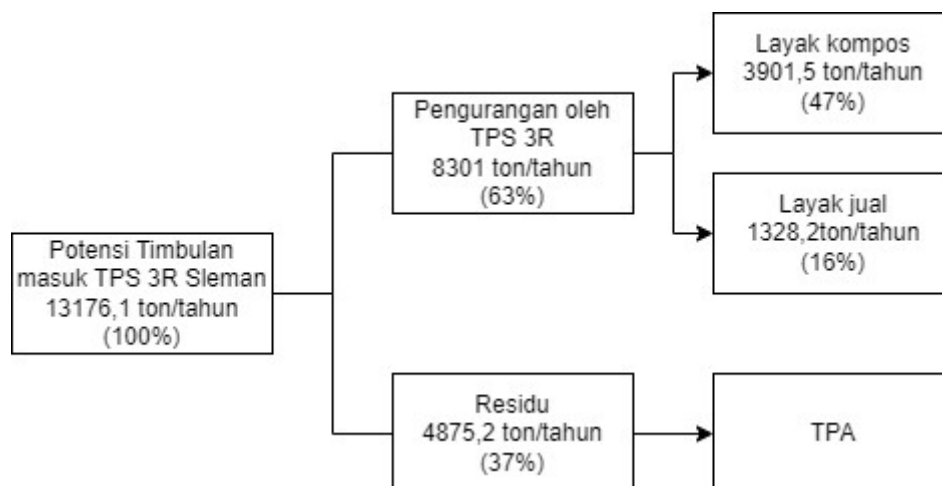 Potensi Timbulan
masuk TPS 3R Sleman
13176,1 ton/tahun
(100%)
Pengurangan oleh
TPS 3R
8301 ton/tahun
(63%)
Layak kompos
3901,5 ton/tahun
(47%)
Layak jual
1328,2ton/tahun
(16%)
Residu
4875,2 ton/tahun
(37%)
TPA